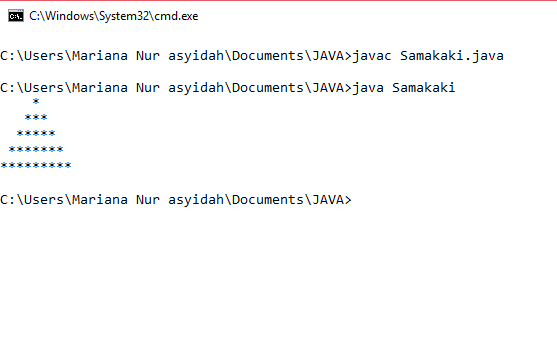 C:\Windows\System32\cmd.exe
C:\Users\Mariana Nur asyidah\Documents\JAVA>javac Samakaki.java
C:\Users\Mariana Nur asyidah\Documents\JAVA>java Samakaki
    *
   ***
  *****
 *******
*********
C:\Users\Mariana Nur asyidah\Documents\JAVA>